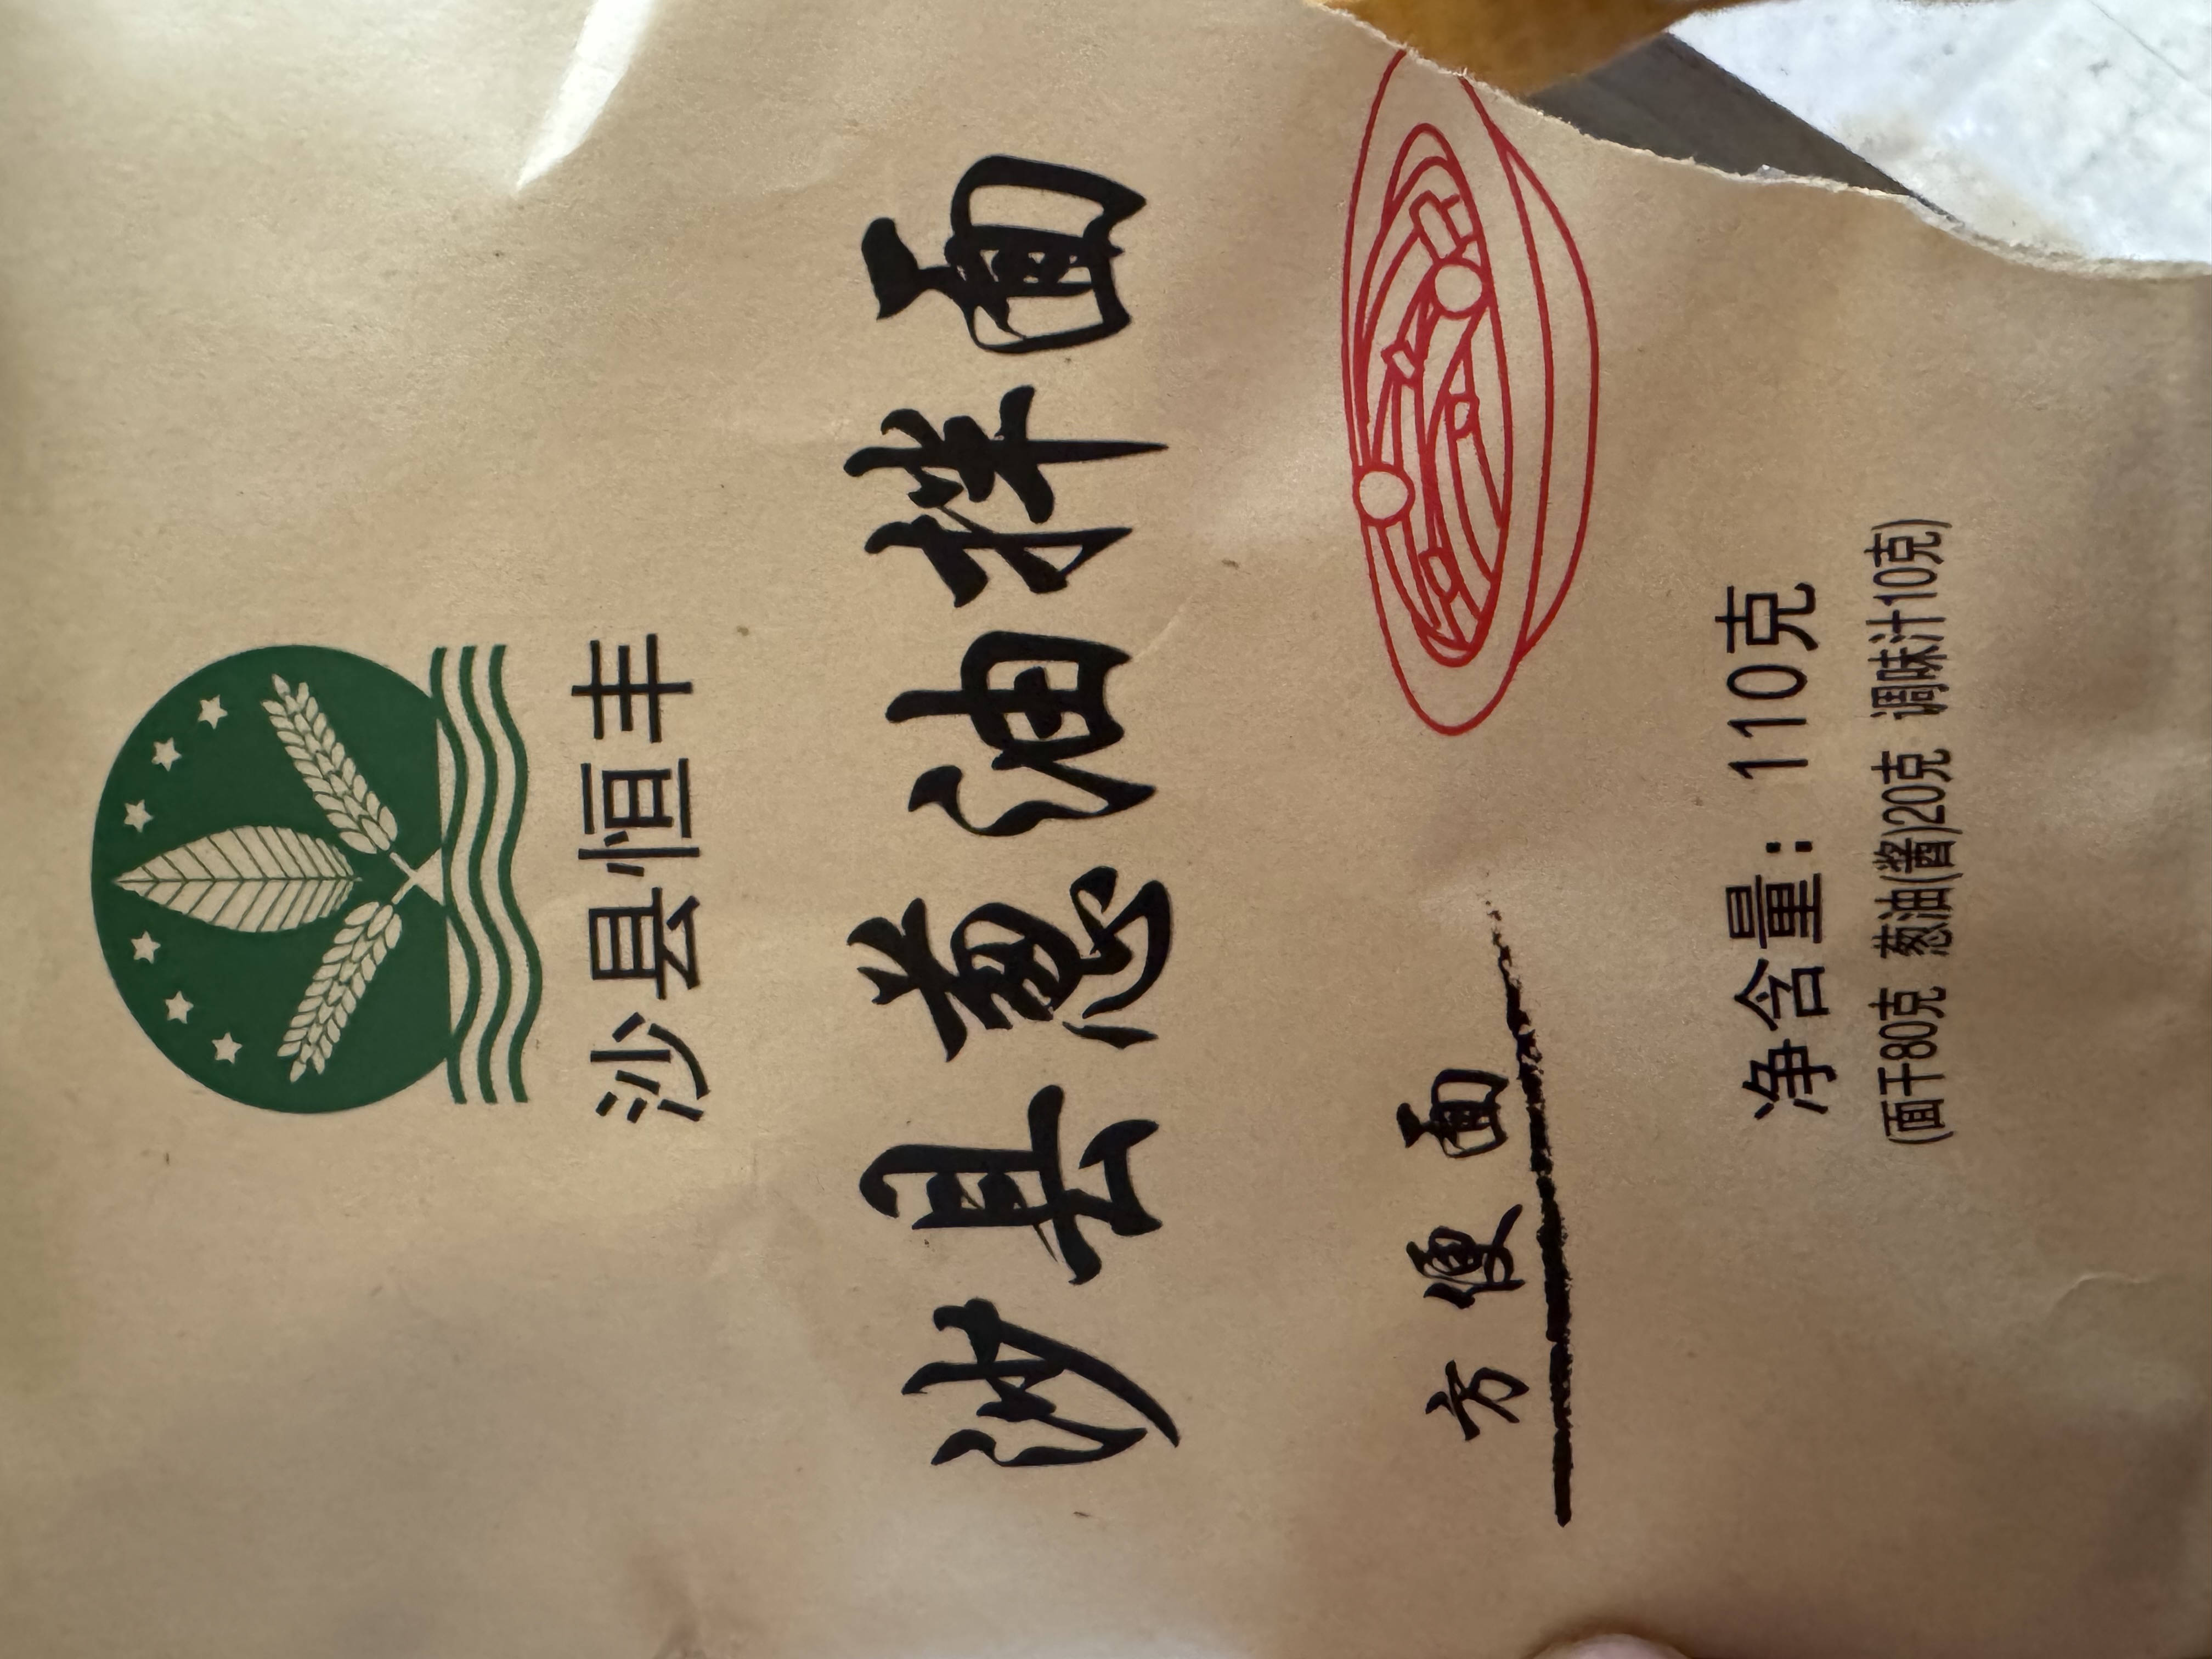 沙县恒丰
沙县葱油拌面
方便面
净含量：110克
(面干80克 葱油(酱)20克 调味汁10克)